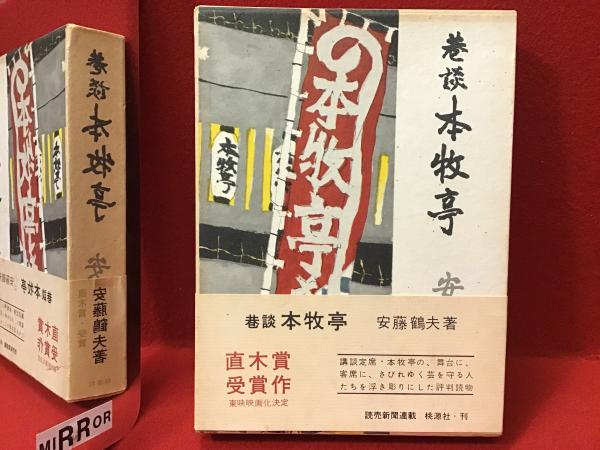 巷談
本牧亭
安
の本牧亭
本牧亭
巷談 本牧亭 安藤鶴夫著
直木賞
受賞作
東映映画化決定
講談定席・本牧亭の、舞台に、
客席に、さびれゆく芸を守る人
たちを浮き彫りにした評判読物
読売新聞連載 桃源社・刊
巷談 本牧亭 安
安藤鶴夫著
直木賞・受賞
MIRROR